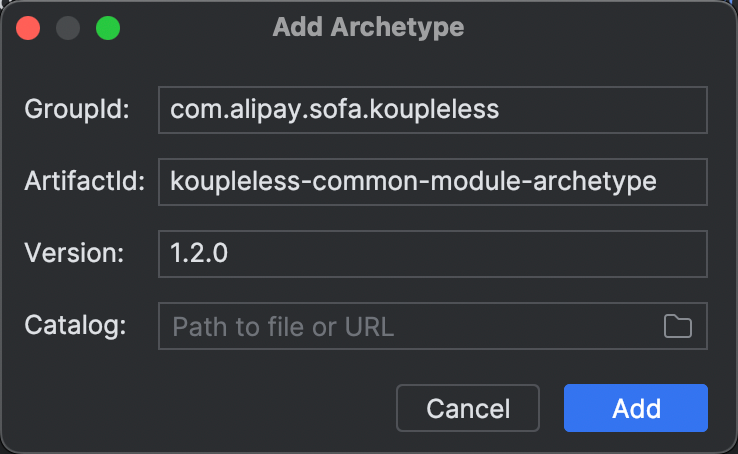 Add Archetype
GroupId: com.alipay.sofa.koupleless
ArtifactId: koupleless-common-module-archetype
Version: 1.2.0
Catalog: Path to file or URL
Cancel Add